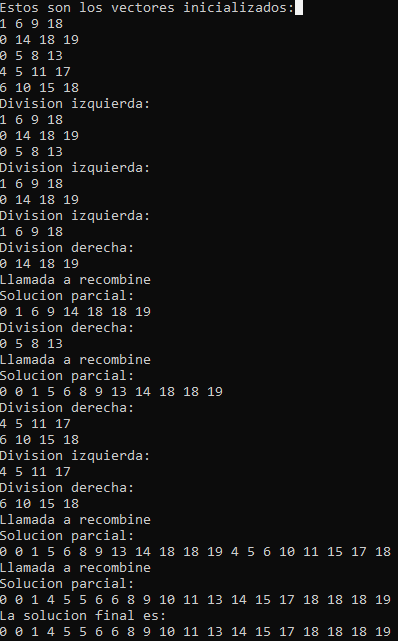 Estos son los vectores inicializados:
1 6 9 18
0 14 18 19
0 5 8 13
4 5 11 17
6 10 15 18
Division izquierda:
1 6 9 18
0 14 18 19
0 5 8 13
Division izquierda:
1 6 9 18
0 14 18 19
Division izquierda:
1 6 9 18
Division derecha:
0 14 18 19
Llamada a recombine
Solucion parcial:
0 1 6 9 14 18 18 19
Division derecha:
0 5 8 13
Llamada a recombine
Solucion parcial:
0 0 1 5 6 8 9 13 14 18 18 19
Division derecha:
4 5 11 17
6 10 15 18
Division izquierda:
4 5 11 17
Division derecha:
6 10 15 18
Llamada a recombine
Solucion parcial:
0 0 1 5 6 8 9 13 14 18 18 19 4 5 6 10 11 15 17 18
Llamada a recombine
Solucion parcial:
0 0 1 4 5 5 6 6 8 9 10 11 13 14 15 17 18 18 18 19
La solucion final es:
0 0 1 4 5 5 6 6 8 9 10 11 13 14 15 17 18 18 18 19